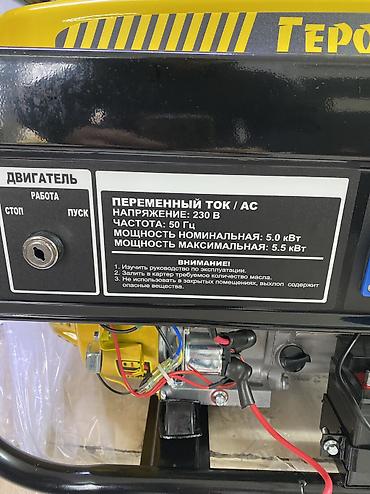 ГЕРО
ДВИГАТЕЛЬ
РАБОТА
СТОП ПУСК
ПЕРЕМЕННЫЙ ТОК / AC
НАПРЯЖЕНИЕ: 230 В
ЧАСТОТА: 50 Гц
МОЩНОСТЬ НОМИНАЛЬНАЯ: 5.0 кВт
МОЩНОСТЬ МАКСИМАЛЬНАЯ: 5.5 кВт
ВНИМАНИЕ!
1. Изучить руководство по эксплуатации.
2. Залить в картер требуемое количество масла.
3. Не использовать в закрытых помещениях, выхлоп содержит
опасные вещества.